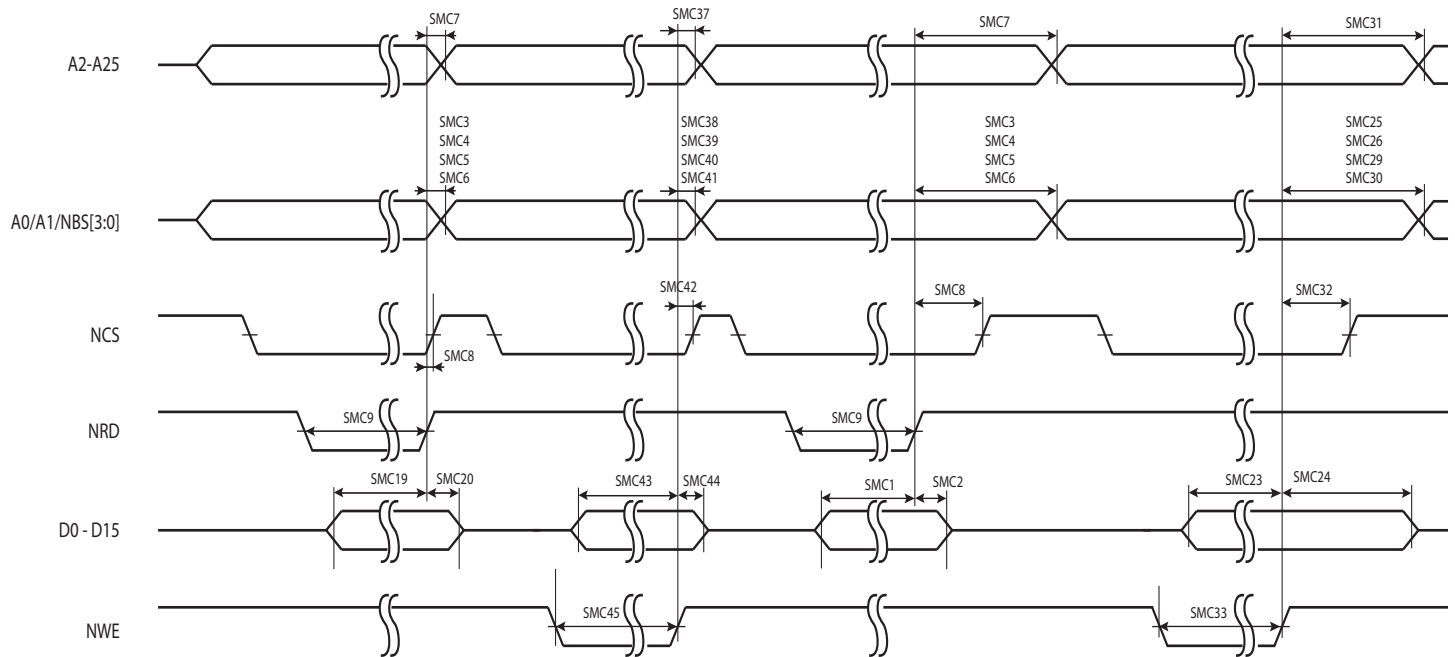 SMC7
SMC37
SMC7
SMC31
A2-A25
SMC3
SMC4
SMC5
SMC6
SMC38
SMC39
SMC40
SMC41
SMC3
SMC4
SMC5
SMC6
SMC25
SMC26
SMC29
SMC30
A0/A1/NBS[3:0]
SMC42
SMC8
SMC32
NCS
SMC8
SMC9
SMC9
NRD
SMC19
SMC20
SMC43
SMC44
SMC1
SMC2
SMC23
SMC24
D0 - D15
SMC45
SMC33
NWE